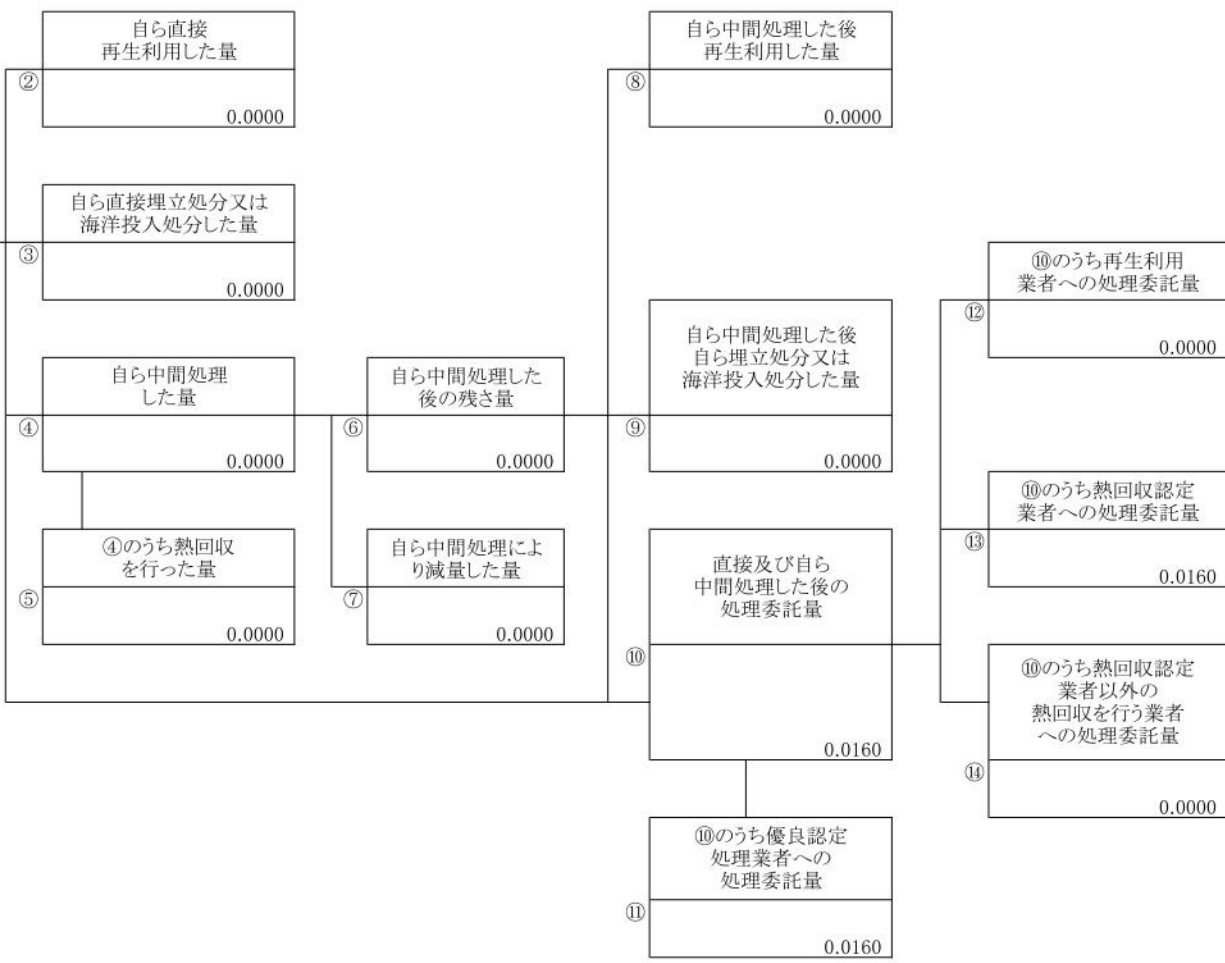 自ら直接
再生利用した量
②
0.0000
自ら直接埋立処分又は
海洋投入処分した量
③
0.0000
自ら中間処理
した量
④
0.0000
④のうち熱回収
を行った量
⑤
0.0000
自ら中間処理した
後の残さ量
⑥
0.0000
自ら中間処理によ
り減量した量
⑦
0.0000
自ら中間処理した後
再生利用した量
⑧
0.0000
自ら中間処理した後
自ら埋立処分又は
海洋投入処分した量
⑨
0.0000
直接及び自ら
中間処理した後の
処理委託量
⑩
0.0160
⑩のうち優良認定
処理業者への
処理委託量
⑪
0.0160
⑩のうち再生利用
業者への処理委託量
⑫
0.0000
⑩のうち熱回収認定
業者への処理委託量
⑬
0.0160
⑩のうち熱回収認定
業者以外の
熱回収を行う業者
への処理委託量
⑭
0.0000